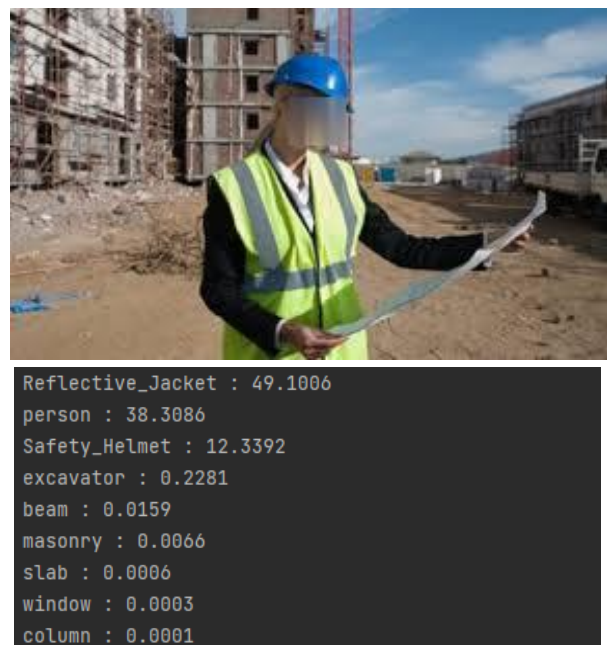 Reflective_Jacket : 49.1006
person : 38.3086
Safety_Helmet : 12.3392
excavator : 0.2281
beam : 0.0159
masonry : 0.0066
slab : 0.0006
window : 0.0003
column : 0.0001